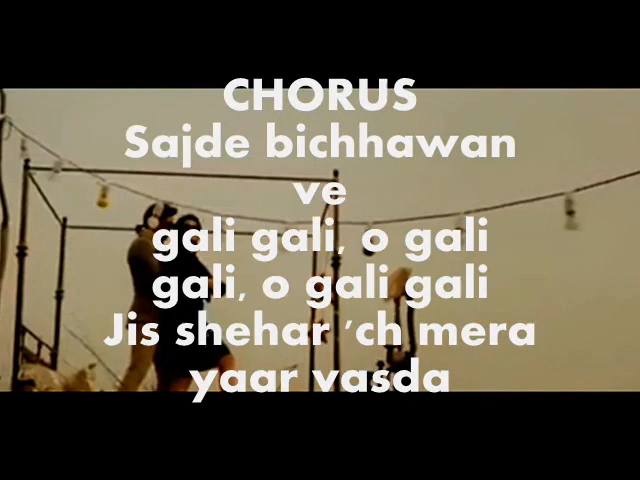 CHORUS
Sajde bichhawan
ve
gali gali, o gali
gali, o gali gali
Jis shehar 'ch mera
yaar vasda